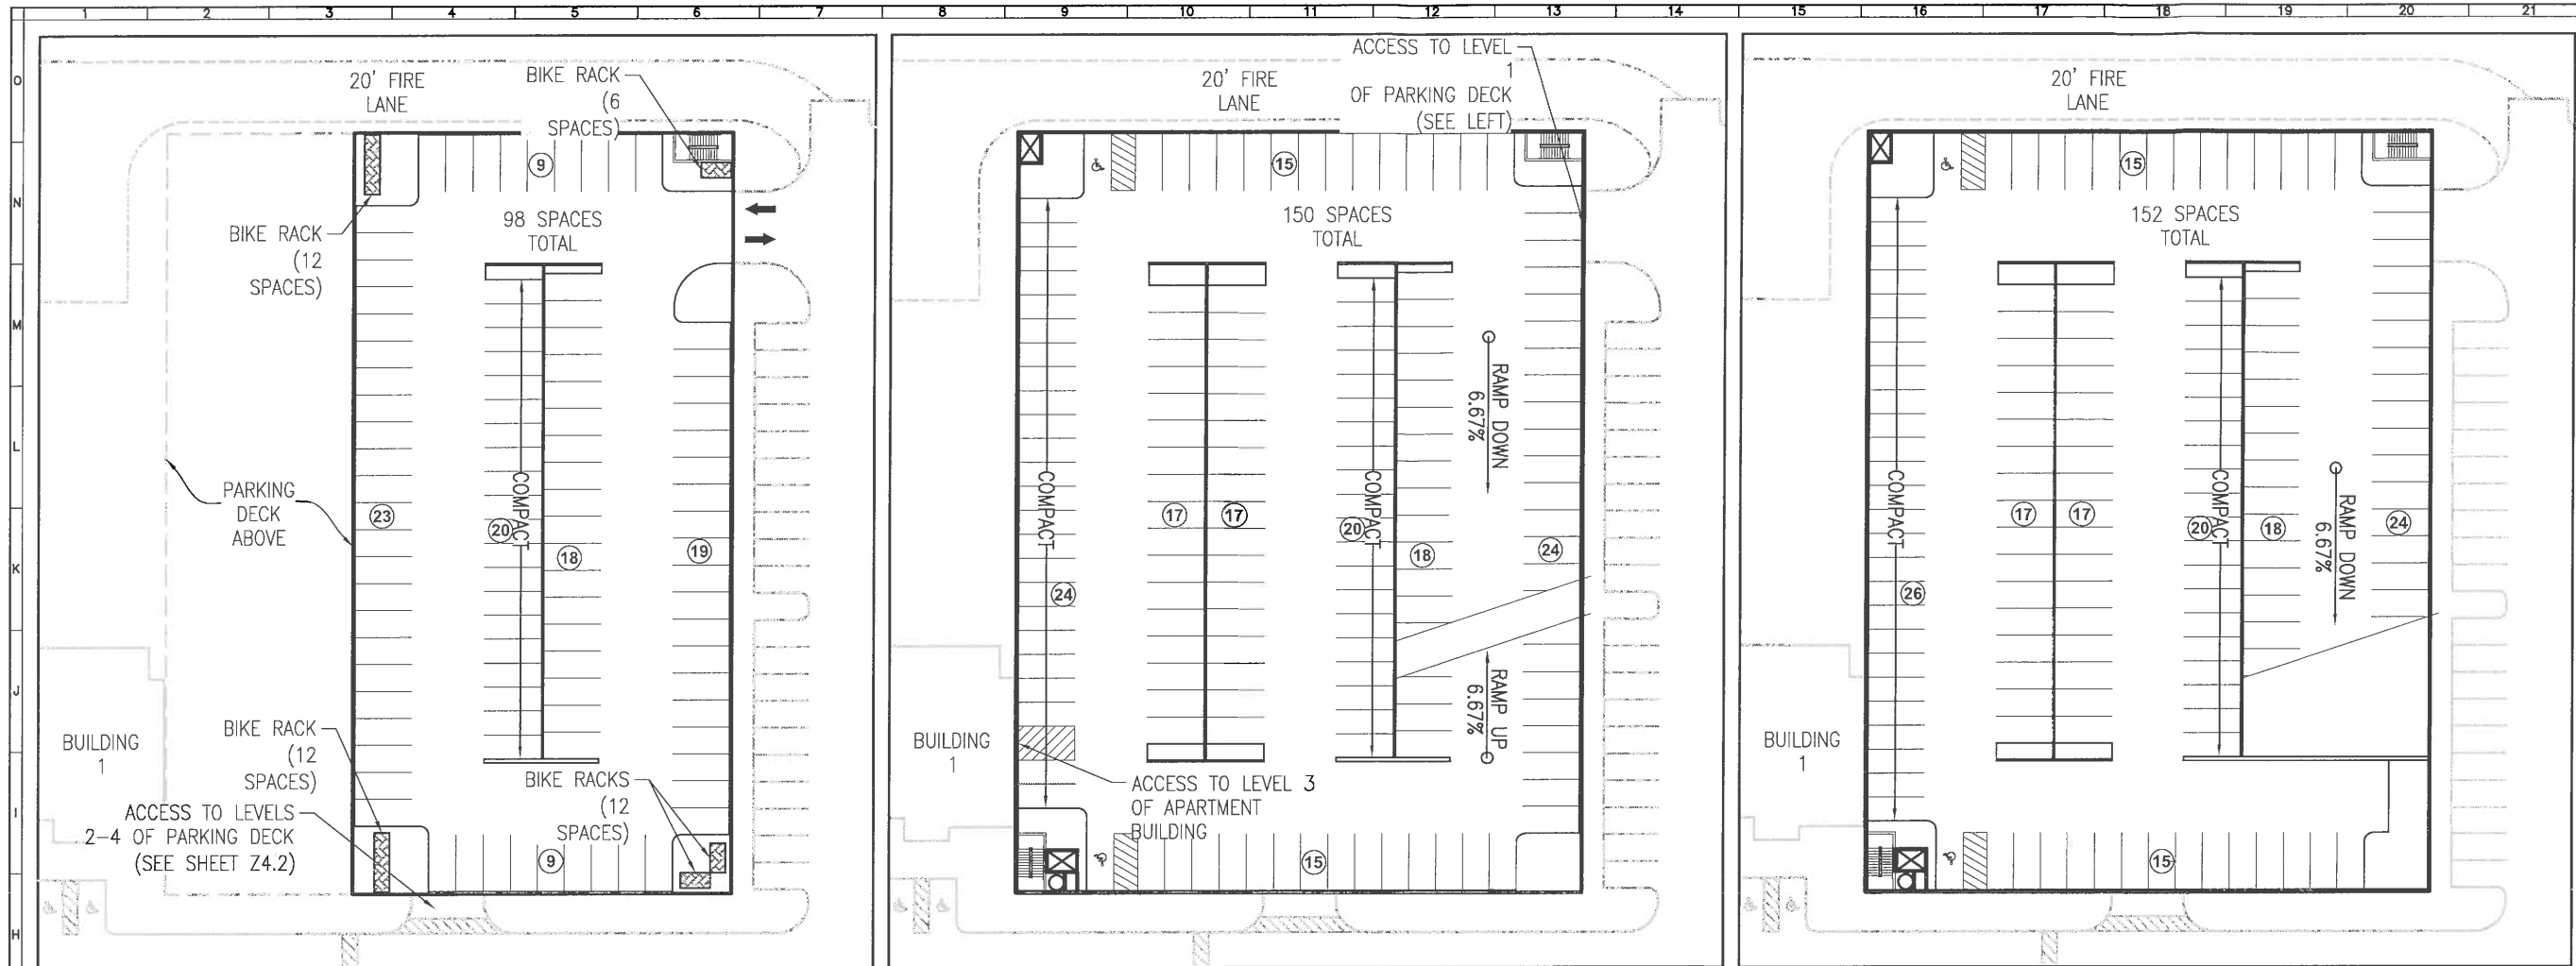 1 2 3 4 5 6 7 8 9 10 11 12 13 14 15 16 17 18 19 20 21
O
N
M
L
K
J
I
H
20' FIRE
LANE
BIKE RACK
(6
SPACES)
9
BIKE RACK
(12
SPACES)
98 SPACES
TOTAL
PARKING
DECK
ABOVE
23
20
COMPACT
18
19
BUILDING
1
BIKE RACK
(12
SPACES)
BIKE RACKS
(12
SPACES)
ACCESS TO LEVELS
2-4 OF PARKING DECK
(SEE SHEET Z4.2)
9
ACCESS TO LEVEL
1
OF PARKING DECK
(SEE LEFT)
20' FIRE
LANE
15
150 SPACES
TOTAL
COMPACT
24
17
17
20
COMPACT
18
RAMP DOWN
6.67%
24
RAMP UP
6.67%
BUILDING
1
ACCESS TO LEVEL 3
OF APARTMENT
BUILDING
15
20' FIRE
LANE
15
152 SPACES
TOTAL
COMPACT
26
17
17
20
COMPACT
18
RAMP DOWN
6.67%
24
BUILDING
1
15